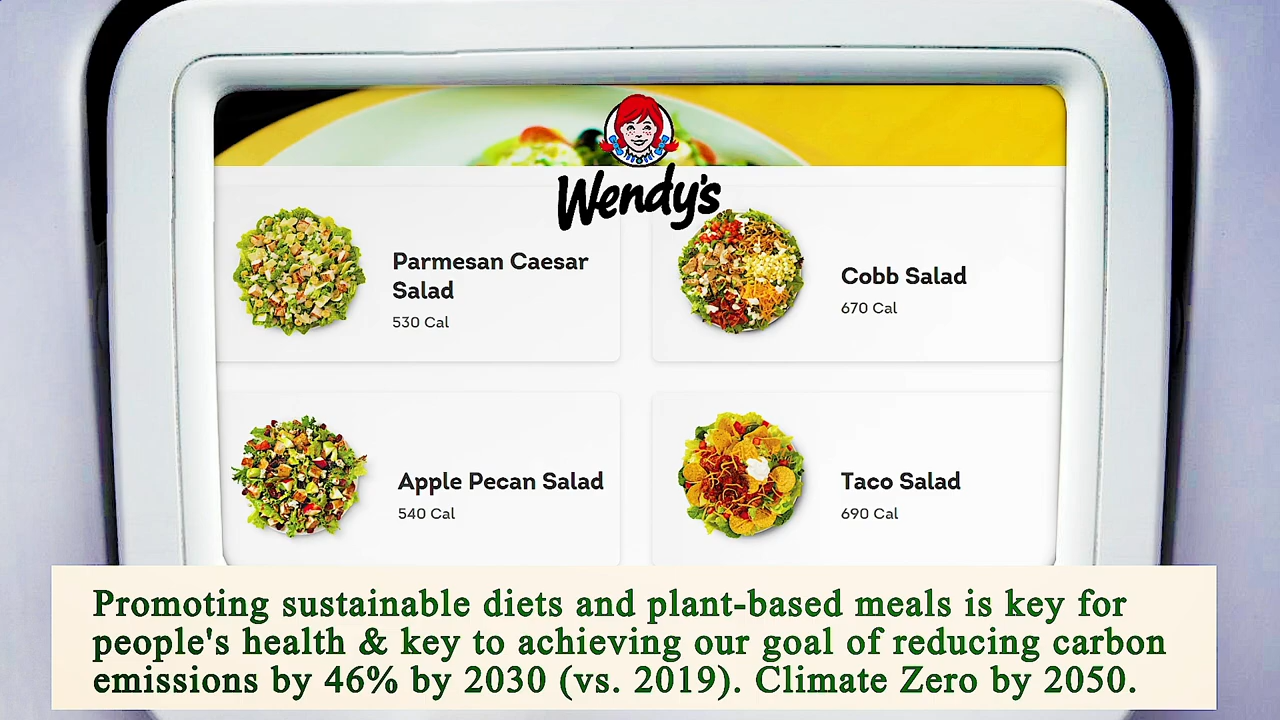 Wendy's
Parmesan Caesar
Salad
530 Cal
Cobb Salad
670 Cal
Apple Pecan Salad
540 Cal
Taco Salad
690 Cal
Promoting sustainable diets and plant-based meals is key for
people's health & key to achieving our goal of reducing carbon
emissions by 46% by 2030 (vs. 2019). Climate Zero by 2050.